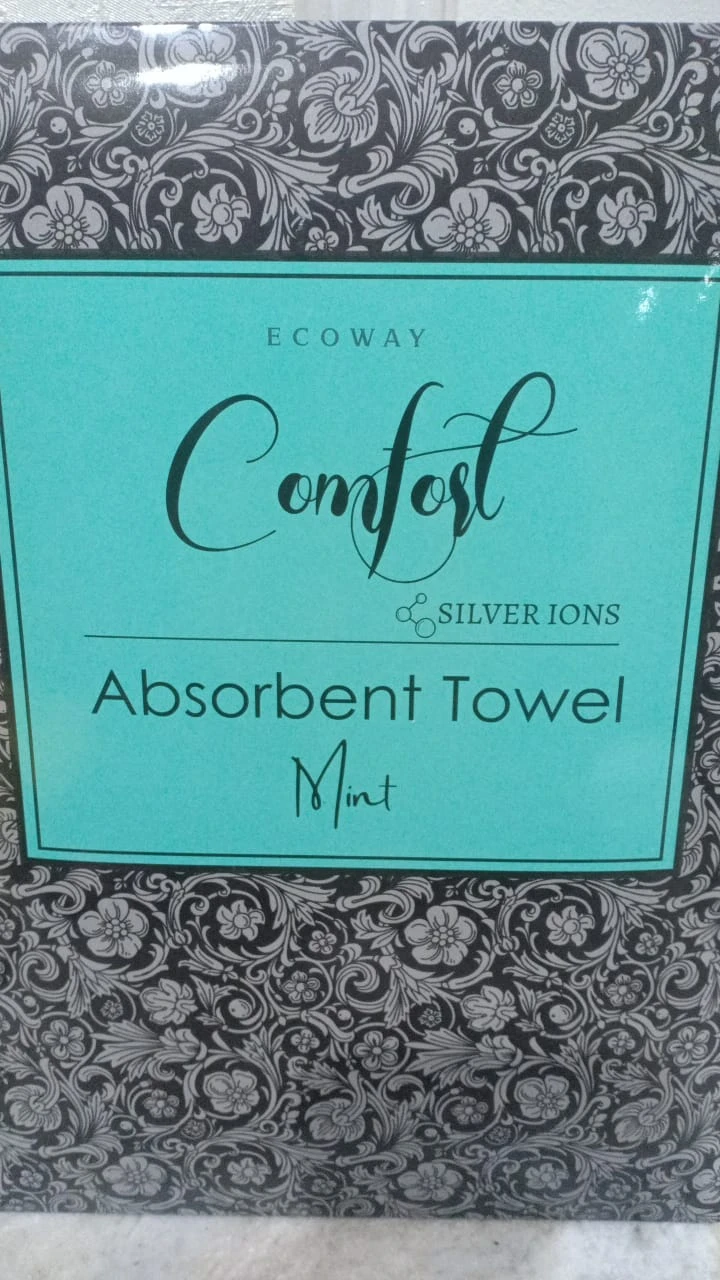 ECOWAY
Comfort
SILVER IONS
Absorbent Towel
Mint